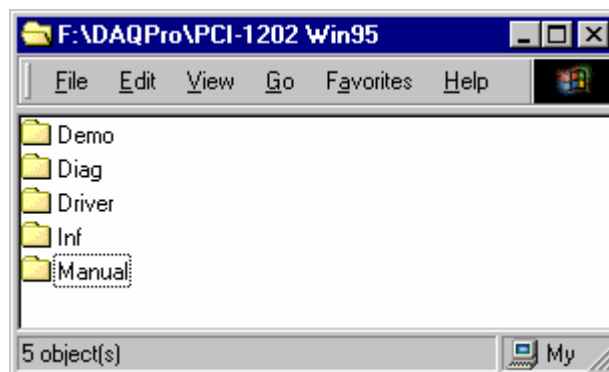 F:\DAQPro\PCI-1202 Win95
File Edit View Go Favorites Help
Demo
Diag
Driver
Inf
Manual
5 object(s) My